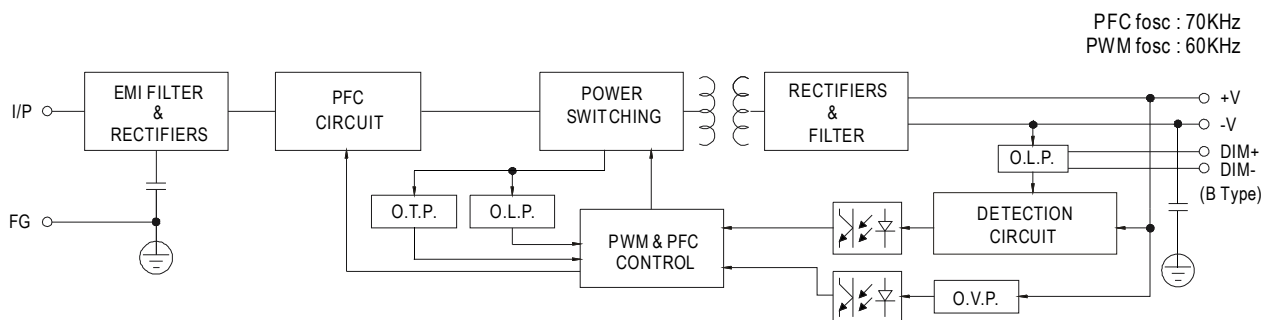 PFC fosc : 70KHz
PWM fosc : 60KHz
I/P
EMI FILTER
&
RECTIFIERS
PFC
CIRCUIT
POWER
SWITCHING
RECTIFIERS
&
FILTER
+V
-V
O.L.P.
DIM+
DIM-
(B Type)
FG
O.T.P.
O.L.P.
PWM & PFC
CONTROL
DETECTION
CIRCUIT
O.V.P.